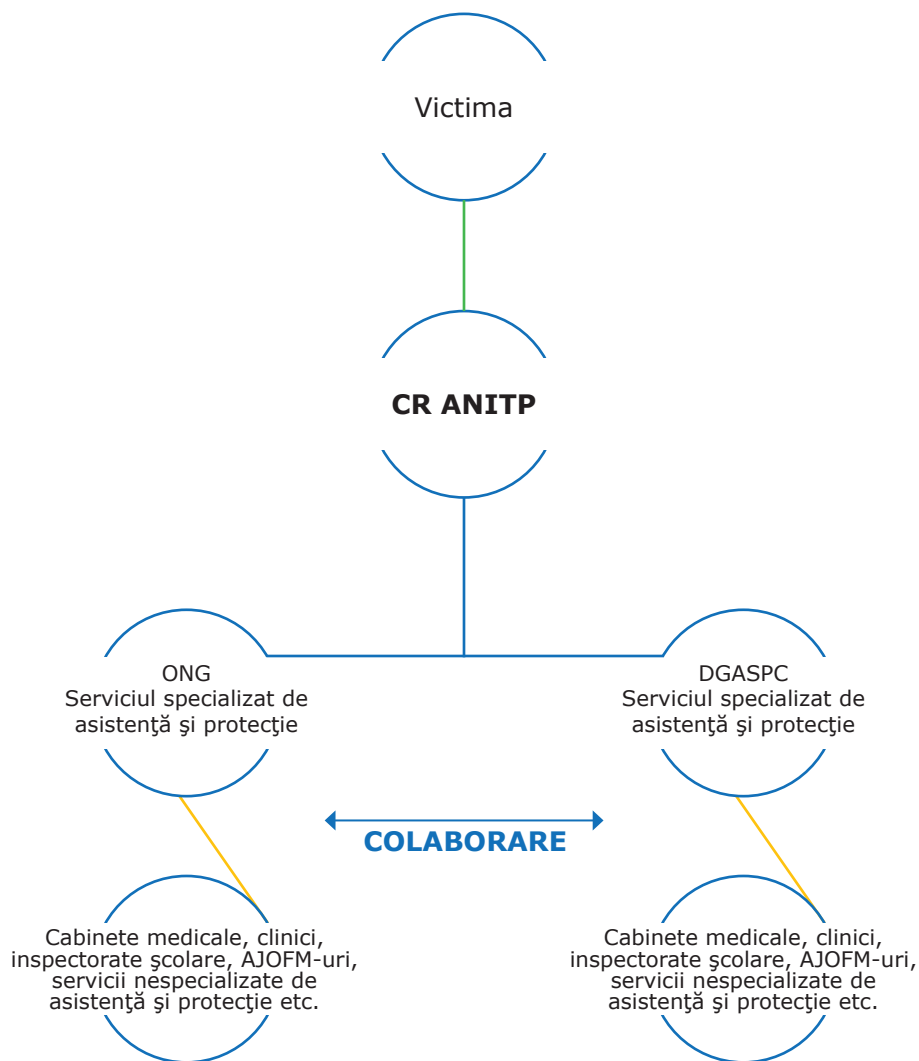 Victima
CR ANITP
ONG
Serviciul specializat de
asistenţă şi protecţie
DGASPC
Serviciul specializat de
asistenţă şi protecţie
COLABORARE
Cabinete medicale, clinici,
inspectorate şcolare, AJOFM-uri,
servicii nespecializate de
asistenţă şi protecţie etc.
Cabinete medicale, clinici,
inspectorate şcolare, AJOFM-uri,
servicii nespecializate de
asistenţă şi protecţie etc.